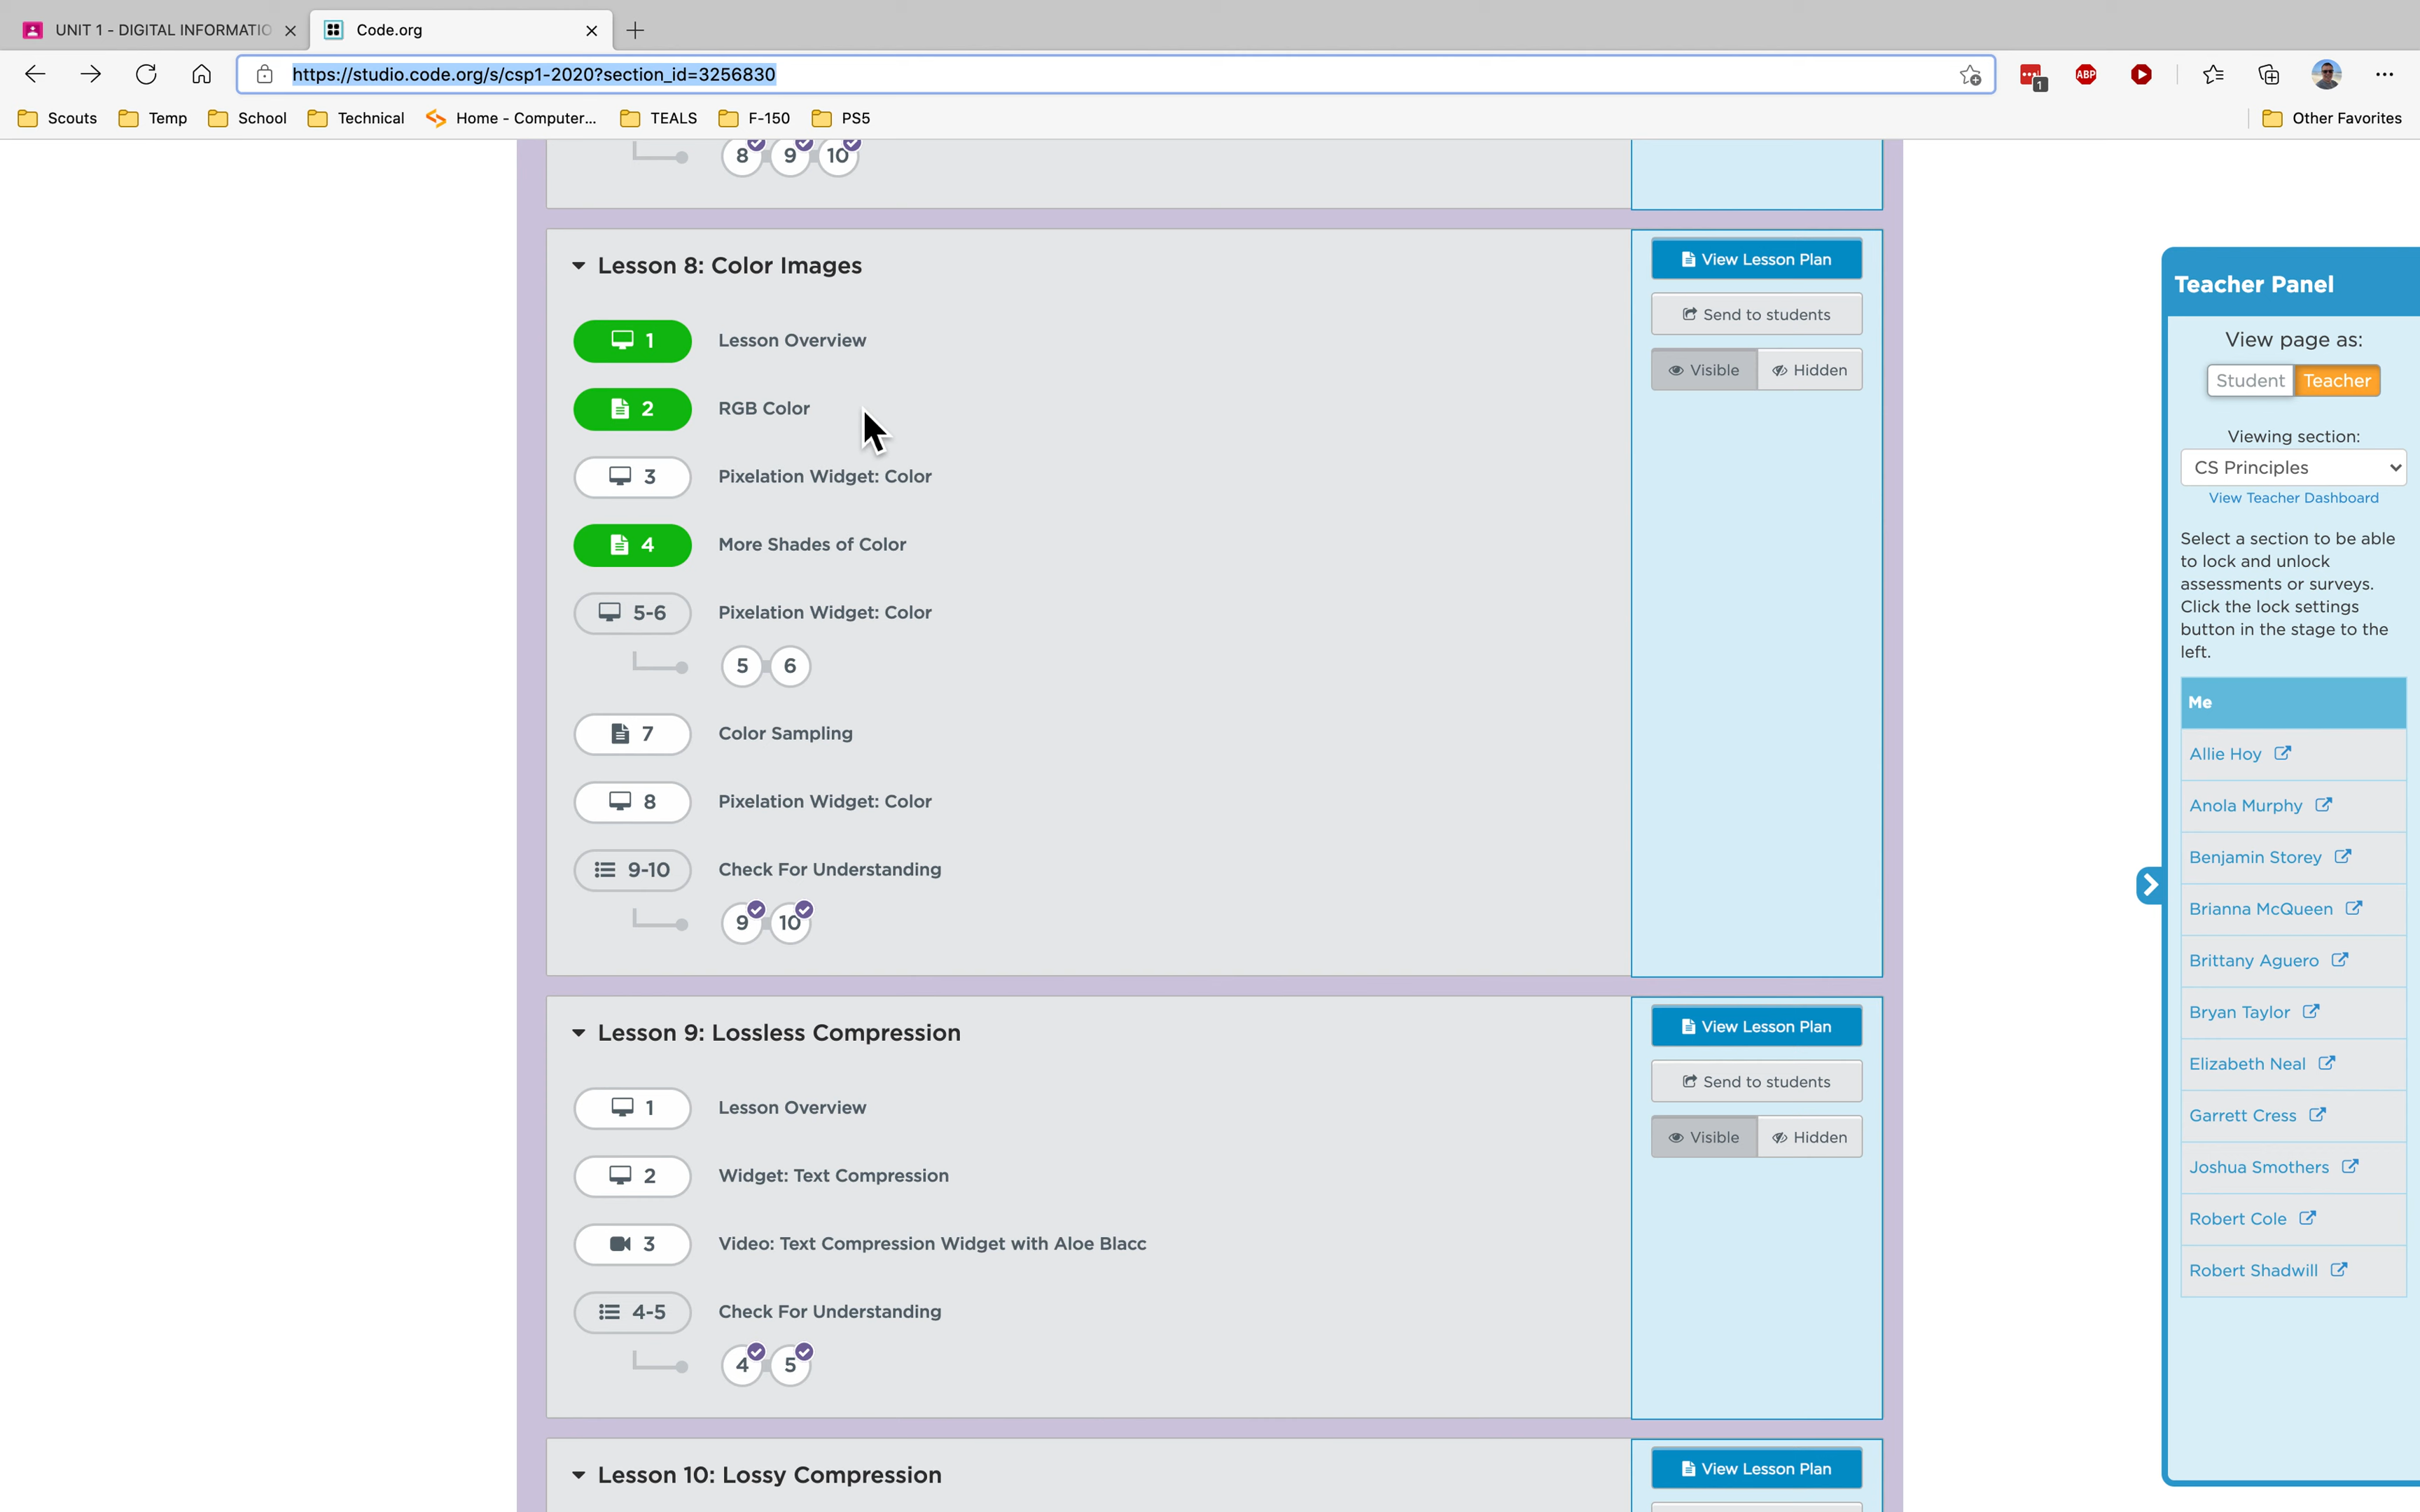 UNIT 1 - DIGITAL INFORMATIO
Code.org
https://studio.code.org/s/csp1-2020?section_id=3256830
1
ABP
Scouts
Temp
School
Technical
Home - Computer...
TEALS
F-150
PS5
Other Favorites
8 9 10
Lesson 8: Color Images
1 Lesson Overview
2 RGB Color
3 Pixelation Widget: Color
4 More Shades of Color
5-6 Pixelation Widget: Color
5 6
7 Color Sampling
8 Pixelation Widget: Color
9-10 Check For Understanding
9 10
View Lesson Plan
Send to students
Visible Hidden
Lesson 9: Lossless Compression
1 Lesson Overview
2 Widget: Text Compression
3 Video: Text Compression Widget with Aloe Blacc
4-5 Check For Understanding
4 5
View Lesson Plan
Send to students
Visible Hidden
Lesson 10: Lossy Compression
View Lesson Plan
Teacher Panel
View page as:
Student Teacher
Viewing section:
CS Principles
View Teacher Dashboard
Select a section to be able
to lock and unlock
assessments or surveys.
Click the lock settings
button in the stage to the
left.
Me
Allie Hoy
Anola Murphy
Benjamin Storey
Brianna McQueen
Brittany Aguero
Bryan Taylor
Elizabeth Neal
Garrett Cress
Joshua Smothers
Robert Cole
Robert Shadwill